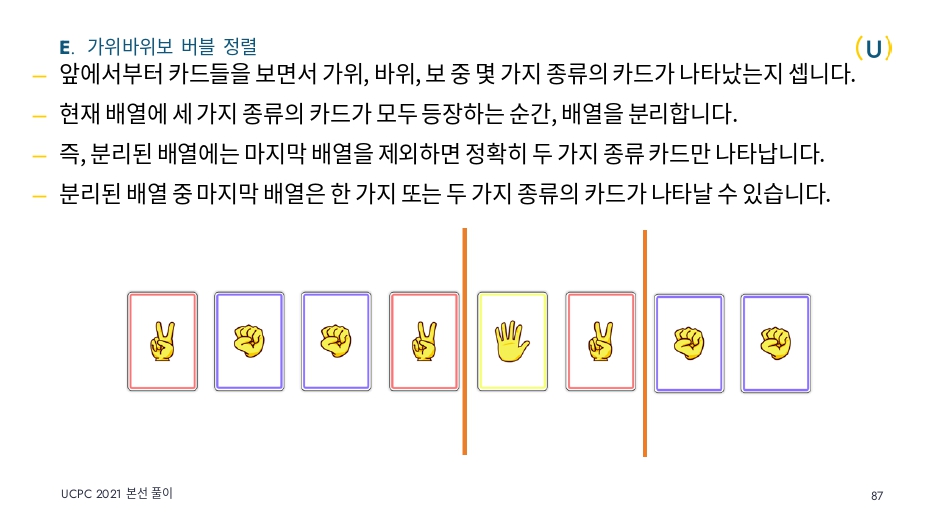 E. 가위바위보 버블 정렬
(U)
– 앞에서부터 카드들을 보면서 가위, 바위, 보 중 몇 가지 종류의 카드가 나타났는지 셉니다.
– 현재 배열에 세 가지 종류의 카드가 모두 등장하는 순간, 배열을 분리합니다.
– 즉, 분리된 배열에는 마지막 배열을 제외하면 정확히 두 가지 종류 카드만 나타납니다.
– 분리된 배열 중 마지막 배열은 한 가지 또는 두 가지 종류의 카드가 나타날 수 있습니다.
UCPC 2021 본선 풀이
87